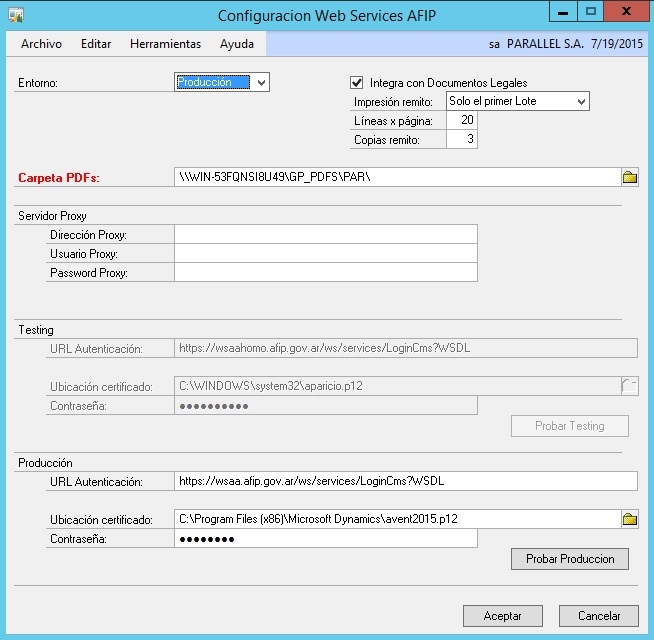 Configuracion Web Services AFIP
Archivo Editar Herramientas Ayuda sa PARALLEL S.A. 7/19/2015
Entorno: Producción
Integra con Documentos Legales
Impresión remito: Solo el primer Lote
Líneas x página: 20
Copias remito: 3
Carpeta PDFs: \\WIN-53FQNSI8U49\GP_PDFS\PAR\
Servidor Proxy
Dirección Proxy:
Usuario Proxy:
Password Proxy:
Testing
URL Autenticación: https://wsaahomo.afip.gov.ar/ws/services/LoginCms?WSDL
Ubicación certificado: C:\WINDOWS\system32\aparicio.p12
Contraseña: ●●●●●●●●●●
Probar Testing
Producción
URL Autenticación: https://wsaa.afip.gov.ar/ws/services/LoginCms?WSDL
Ubicación certificado: C:\Program Files (x86)\Microsoft Dynamics\avent2015.p12
Contraseña: ●●●●●●●●
Probar Produccion
Aceptar Cancelar